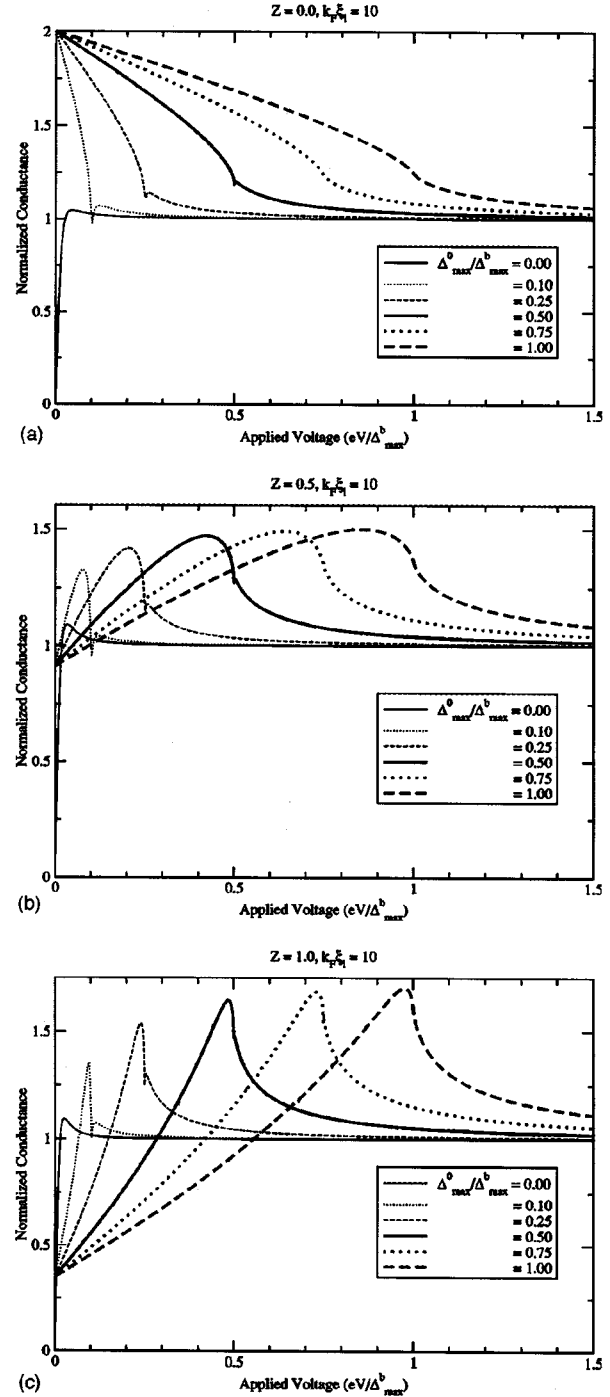 Z = 0.0, k_Fξ_l = 10
2
1.5
1
0.5
0
Normalized Conductance
Δ^0_max/Δ^b_max = 0.00
= 0.10
= 0.25
= 0.50
= 0.75
= 1.00
0 0.5 1 1.5
(a)
Applied Voltage (eV/Δ^b_max)
Z = 0.5, k_Fξ_l = 10
1.5
1
0.5
0
Normalized Conductance
Δ^0_max/Δ^b_max = 0.00
= 0.10
= 0.25
= 0.50
= 0.75
= 1.00
0 0.5 1 1.5
(b)
Applied Voltage (eV/Δ^b_max)
Z = 1.0, k_Fξ_l = 10
1.5
1
0.5
0
Normalized Conductance
Δ^0_max/Δ^b_max = 0.00
= 0.10
= 0.25
= 0.50
= 0.75
= 1.00
0 0.5 1 1.5
(c)
Applied Voltage (eV/Δ^b_max)